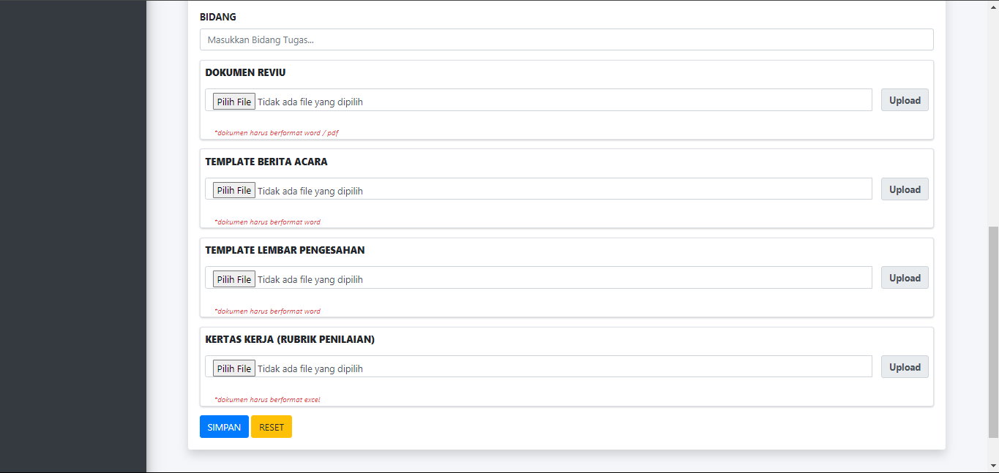 BIDANG
Masukkan Bidang Tugas...
DOKUMEN REVIU
Pilih File Tidak ada file yang dipilih Upload
*dokumen harus berformat word / pdf
TEMPLATE BERITA ACARA
Pilih File Tidak ada file yang dipilih Upload
*dokumen harus berformat word
TEMPLATE LEMBAR PENGESAHAN
Pilih File Tidak ada file yang dipilih Upload
*dokumen harus berformat word
KERTAS KERJA (RUBRIK PENILAIAN)
Pilih File Tidak ada file yang dipilih Upload
*dokumen harus berformat excel
SIMPAN RESET